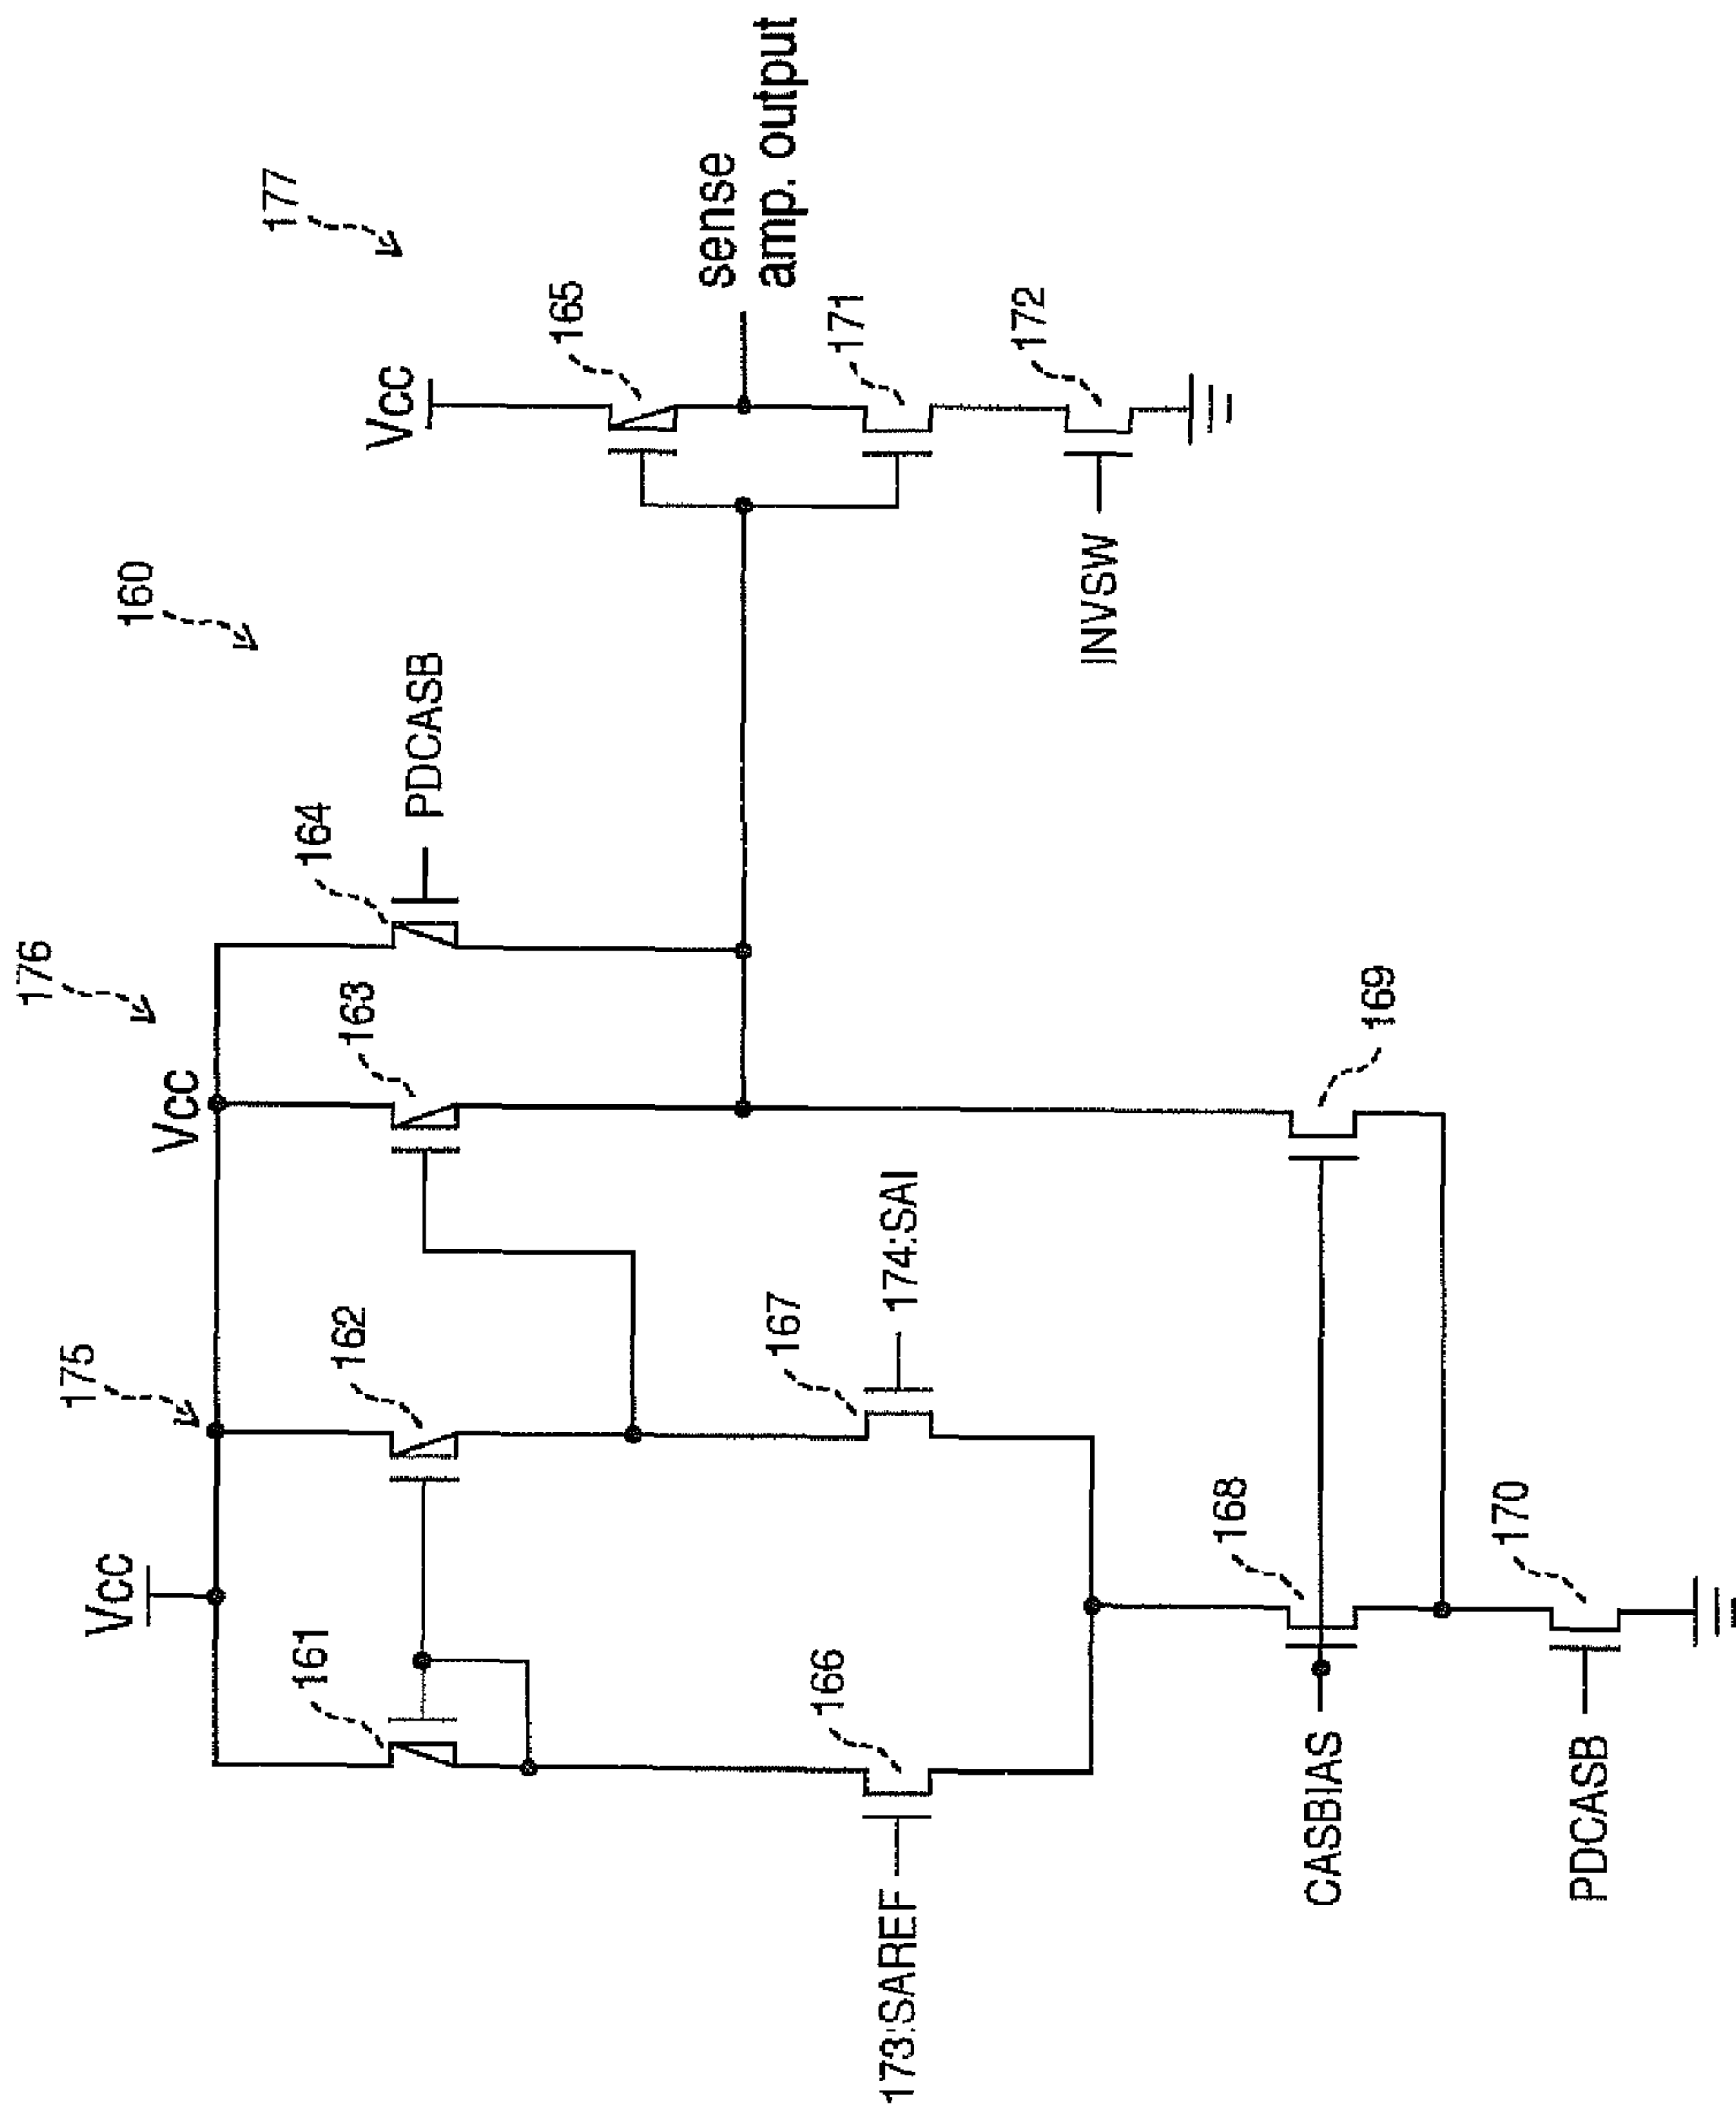 160
175
176
177
Vcc
Vcc
Vcc
161
162
163
164
165
PDCASB
sense
amp. output
173:SAREF
166
167
174:SAI
171
INVSW
172
CASBIAS
168
169
PDCASB
170